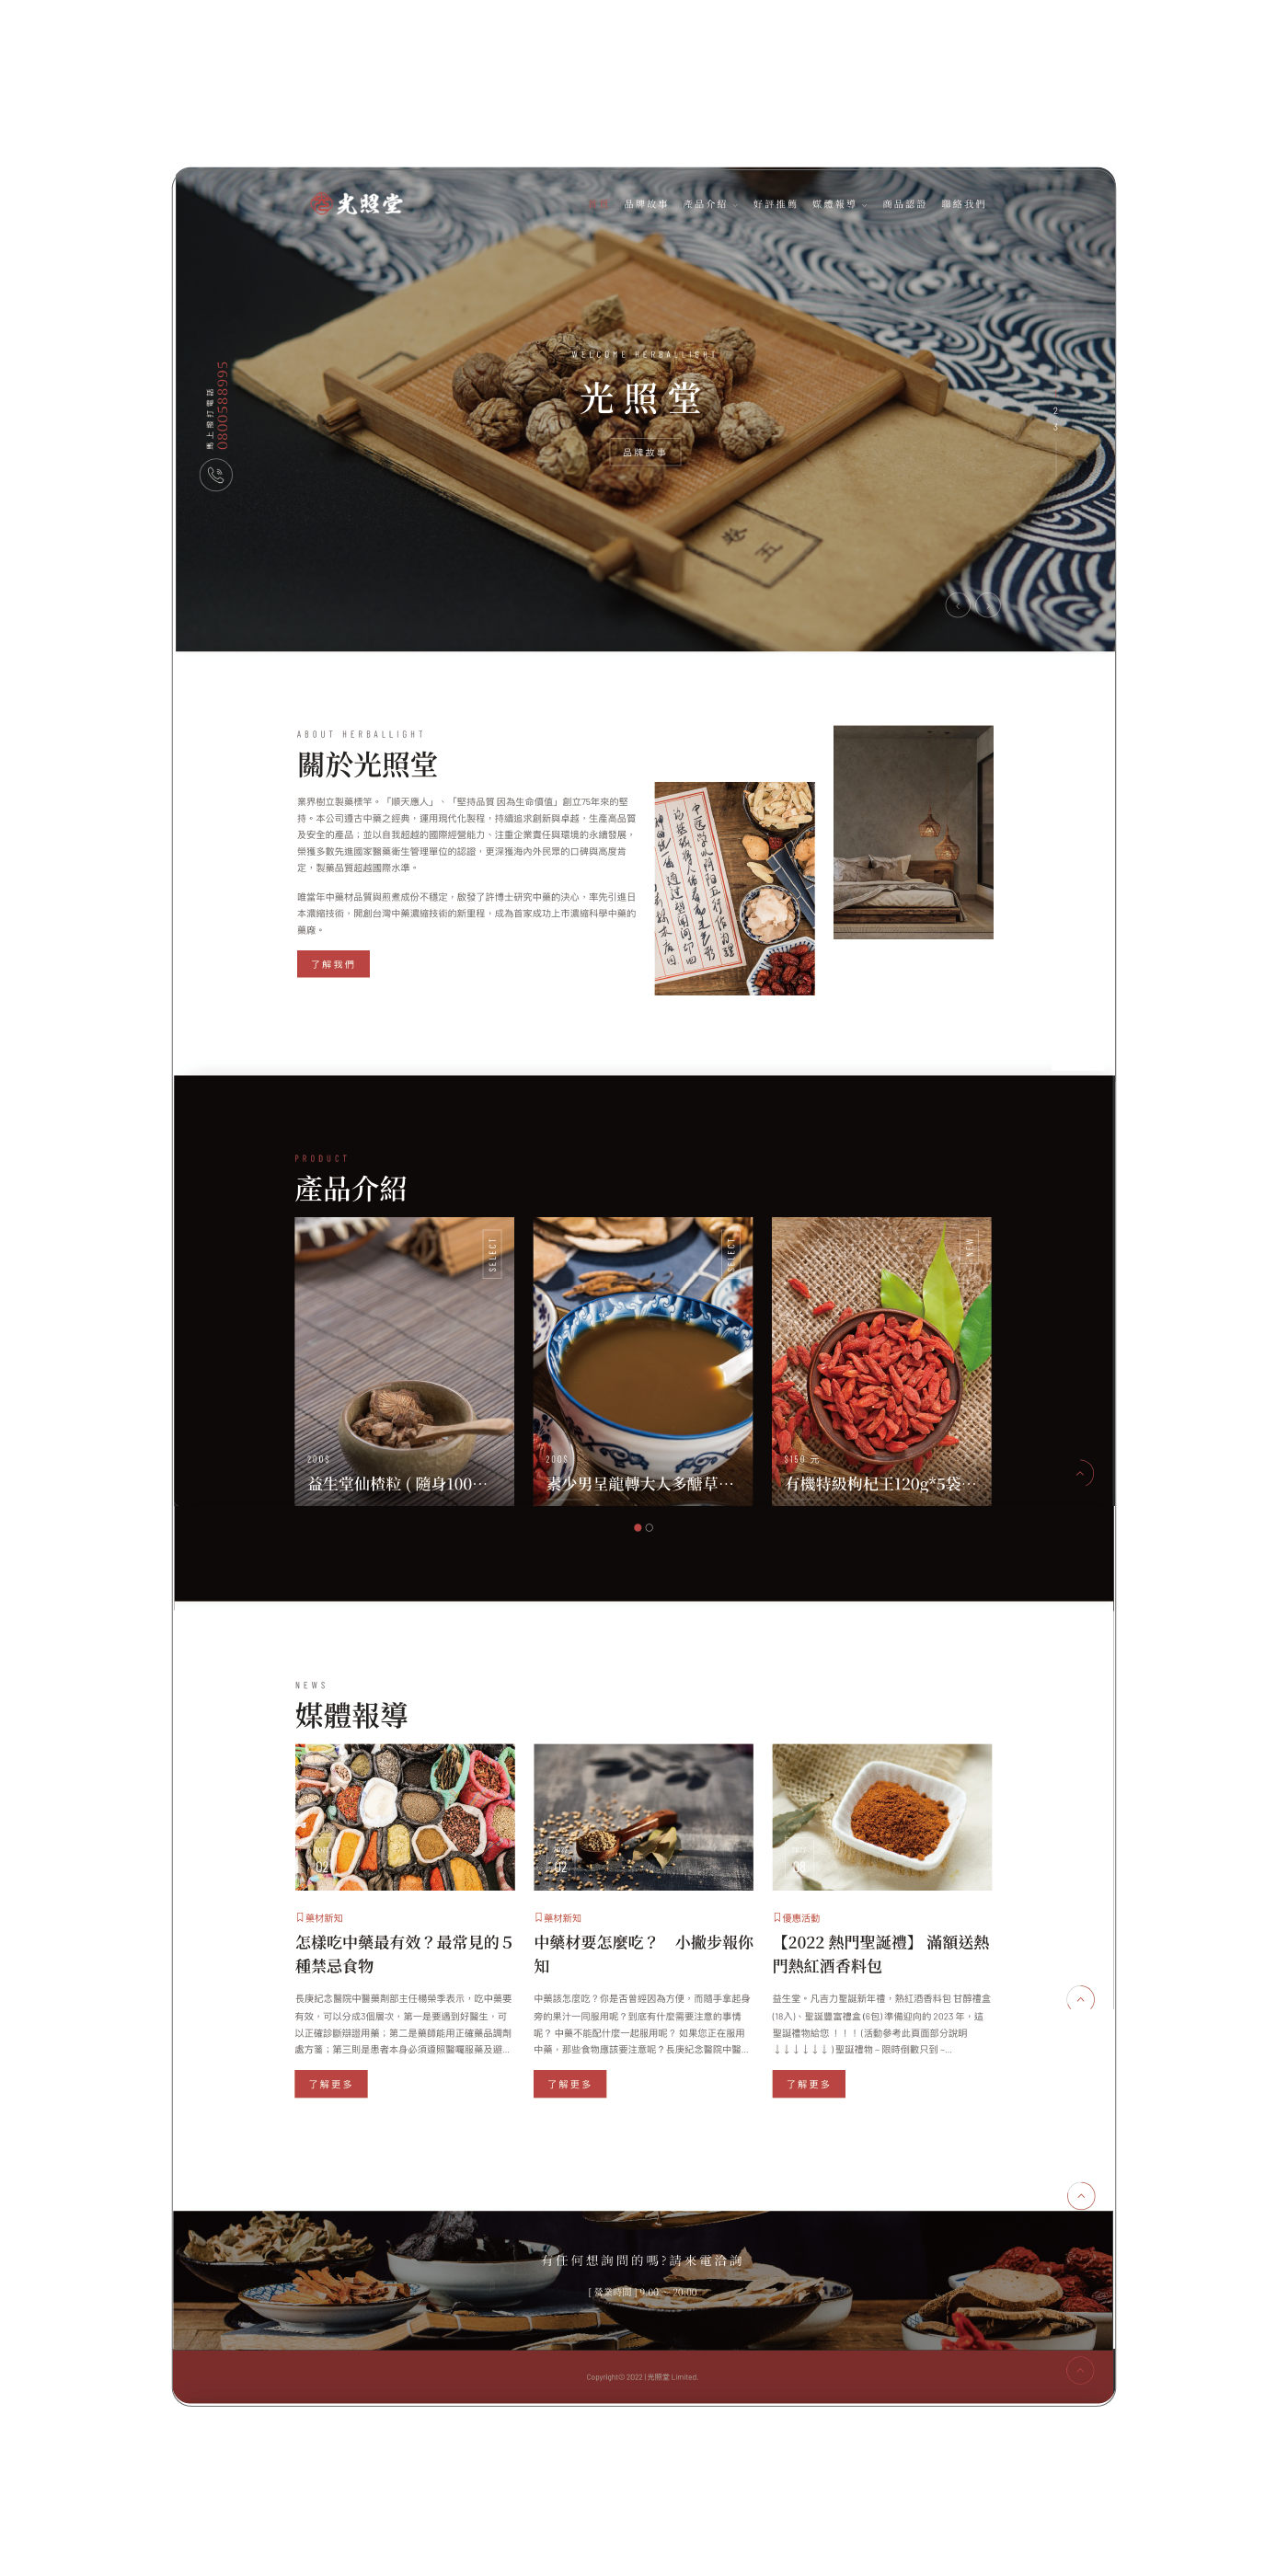 光照堂
品牌故事
產品介紹
好評推薦
媒體報導
商品認證
聯絡我們
馬上撥打電話
0800588995
WELCOME HERBALLIGHT
光照堂
品牌故事
2
3
卷五
ABOUT HERBALLIGHT
關於光照堂
業界樹立製藥標竿。「順天應人」、「堅持品質 因為生命價值」創立75年來的堅
持。本公司遵古中藥之經典，運用現代化製程，持續追求創新與卓越，生產高品質
及安全的產品；並以自我超越的國際經營能力、注重企業責任與環境的永續發展，
榮獲多數先進國家醫藥衛生管理單位的認證，更深獲海內外民眾的口碑與高度肯
定，製藥品質超越國際水準。
唯當年中藥材品質與煎煮成份不穩定，啟發了許博士研究中藥的決心，率先引進日
本濃縮技術，開創台灣中藥濃縮技術的新里程，成為首家成功上市濃縮科學中藥的
藥廠。
了解我們
PRODUCT
產品介紹
SELECT
200$
益生堂仙楂粒 ( 隨身100…
SELECT
200$
素少男呈龍轉大人多醣草…
NEW
$150 元
有機特級枸杞王120g*5袋…
NEWS
媒體報導
02
02
08
藥材新知
怎樣吃中藥最有效？最常見的５
種禁忌食物
長庚紀念醫院中醫藥劑部主任楊榮季表示，吃中藥要
有效，可以分成3個層次，第一是要遇到好醫生，可
以正確診斷辯證用藥；第二是藥師能用正確藥品調劑
處方箋；第三則是患者本身必須遵照醫囑服藥及避...
了解更多
藥材新知
中藥材要怎麼吃？　小撇步報你
知
中藥該怎麼吃？你是否曾經因為方便，而隨手拿起身
旁的果汁一同服用呢？到底有什麼需要注意的事情
呢？ 中藥不能配什麼一起服用呢？ 如果您正在服用
中藥，那些食物應該要注意呢？長庚紀念醫院中醫...
了解更多
優惠活動
【2022 熱門聖誕禮】 滿額送熱
門熱紅酒香料包
益生堂。凡吉力聖誕新年禮，熱紅酒香料包 甘醇禮盒
(18入)、聖誕豐富禮盒 (6包) 準備迎向的 2023 年，這
聖誕禮物給您 ！！！ (活動參考此頁面部分說明
↓↓↓↓↓↓ ) 聖誕禮物 – 限時倒數只到 –...
了解更多
有任何想詢問的嗎?請來電洽詢
[ 營業時間 ] 9:00 ~ 20:00
Copyright© 2022 | 光照堂 Limited.